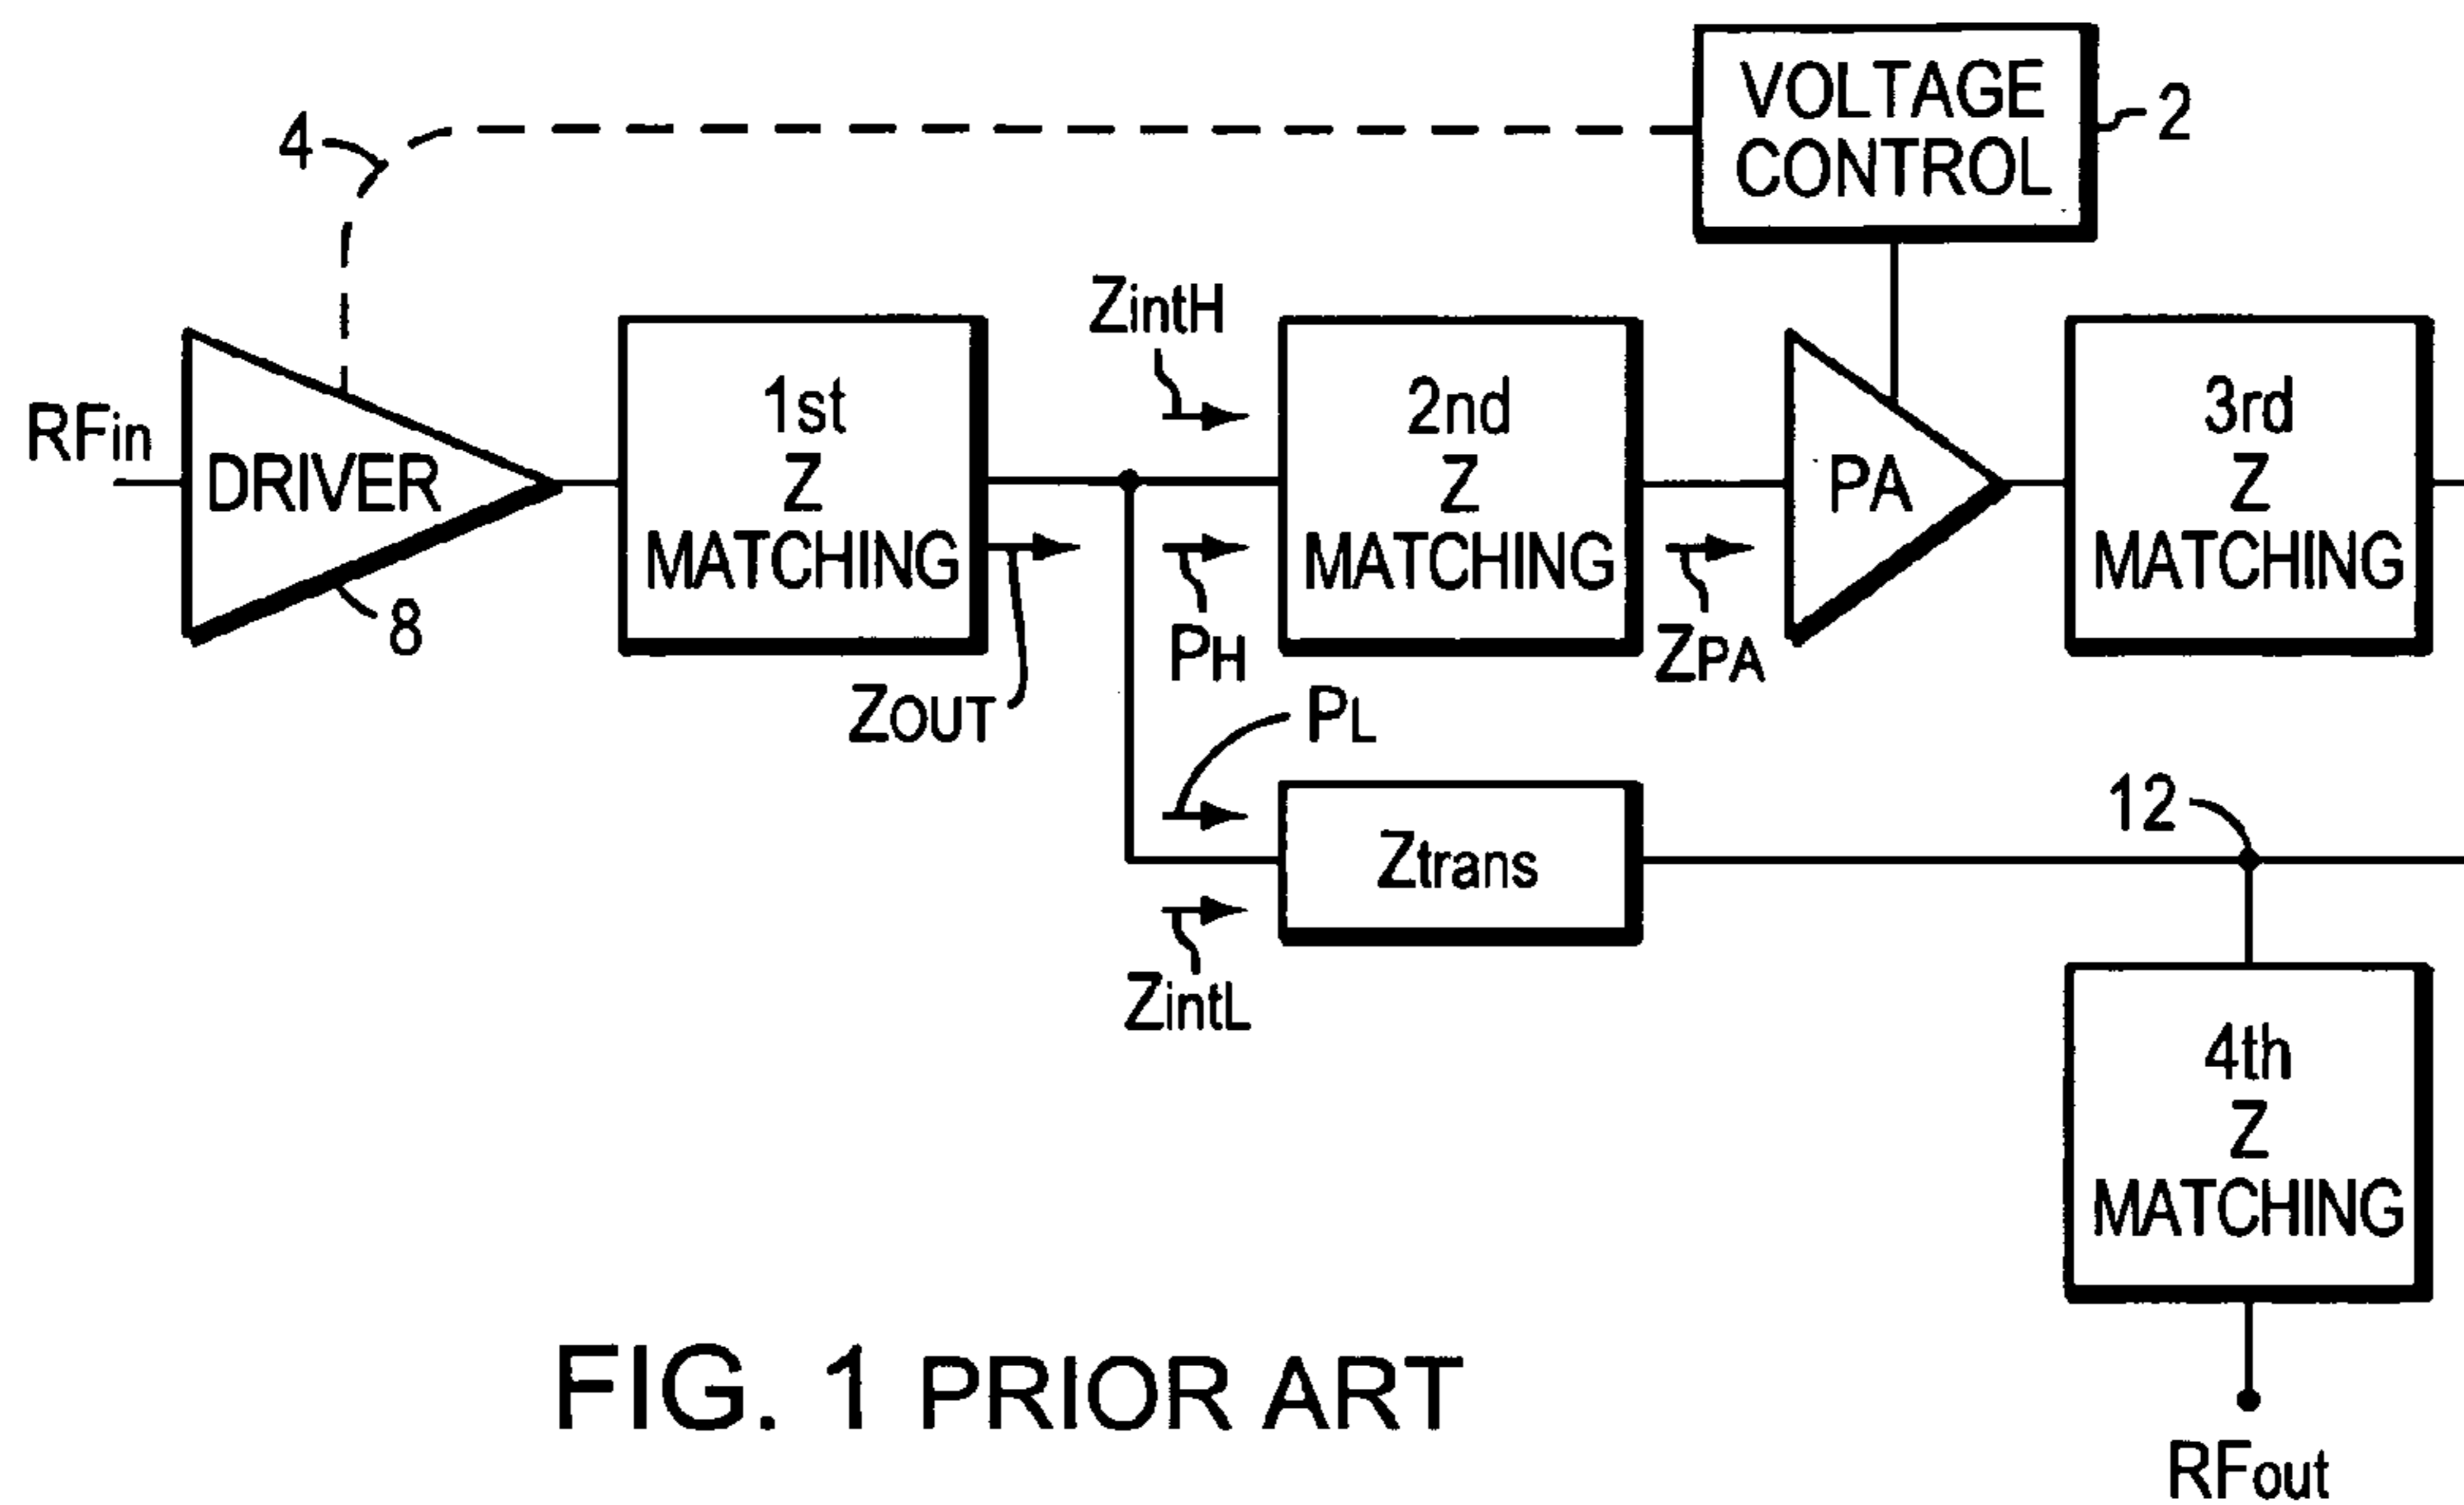 VOLTAGE
CONTROL
2
4
RFin
DRIVER
8
1st
Z
MATCHING
ZOUT
ZintH
PH
2nd
Z
MATCHING
ZPA
PA
3rd
Z
MATCHING
PL
Ztrans
ZintL
12
4th
Z
MATCHING
RFout
FIG. 1 PRIOR ART